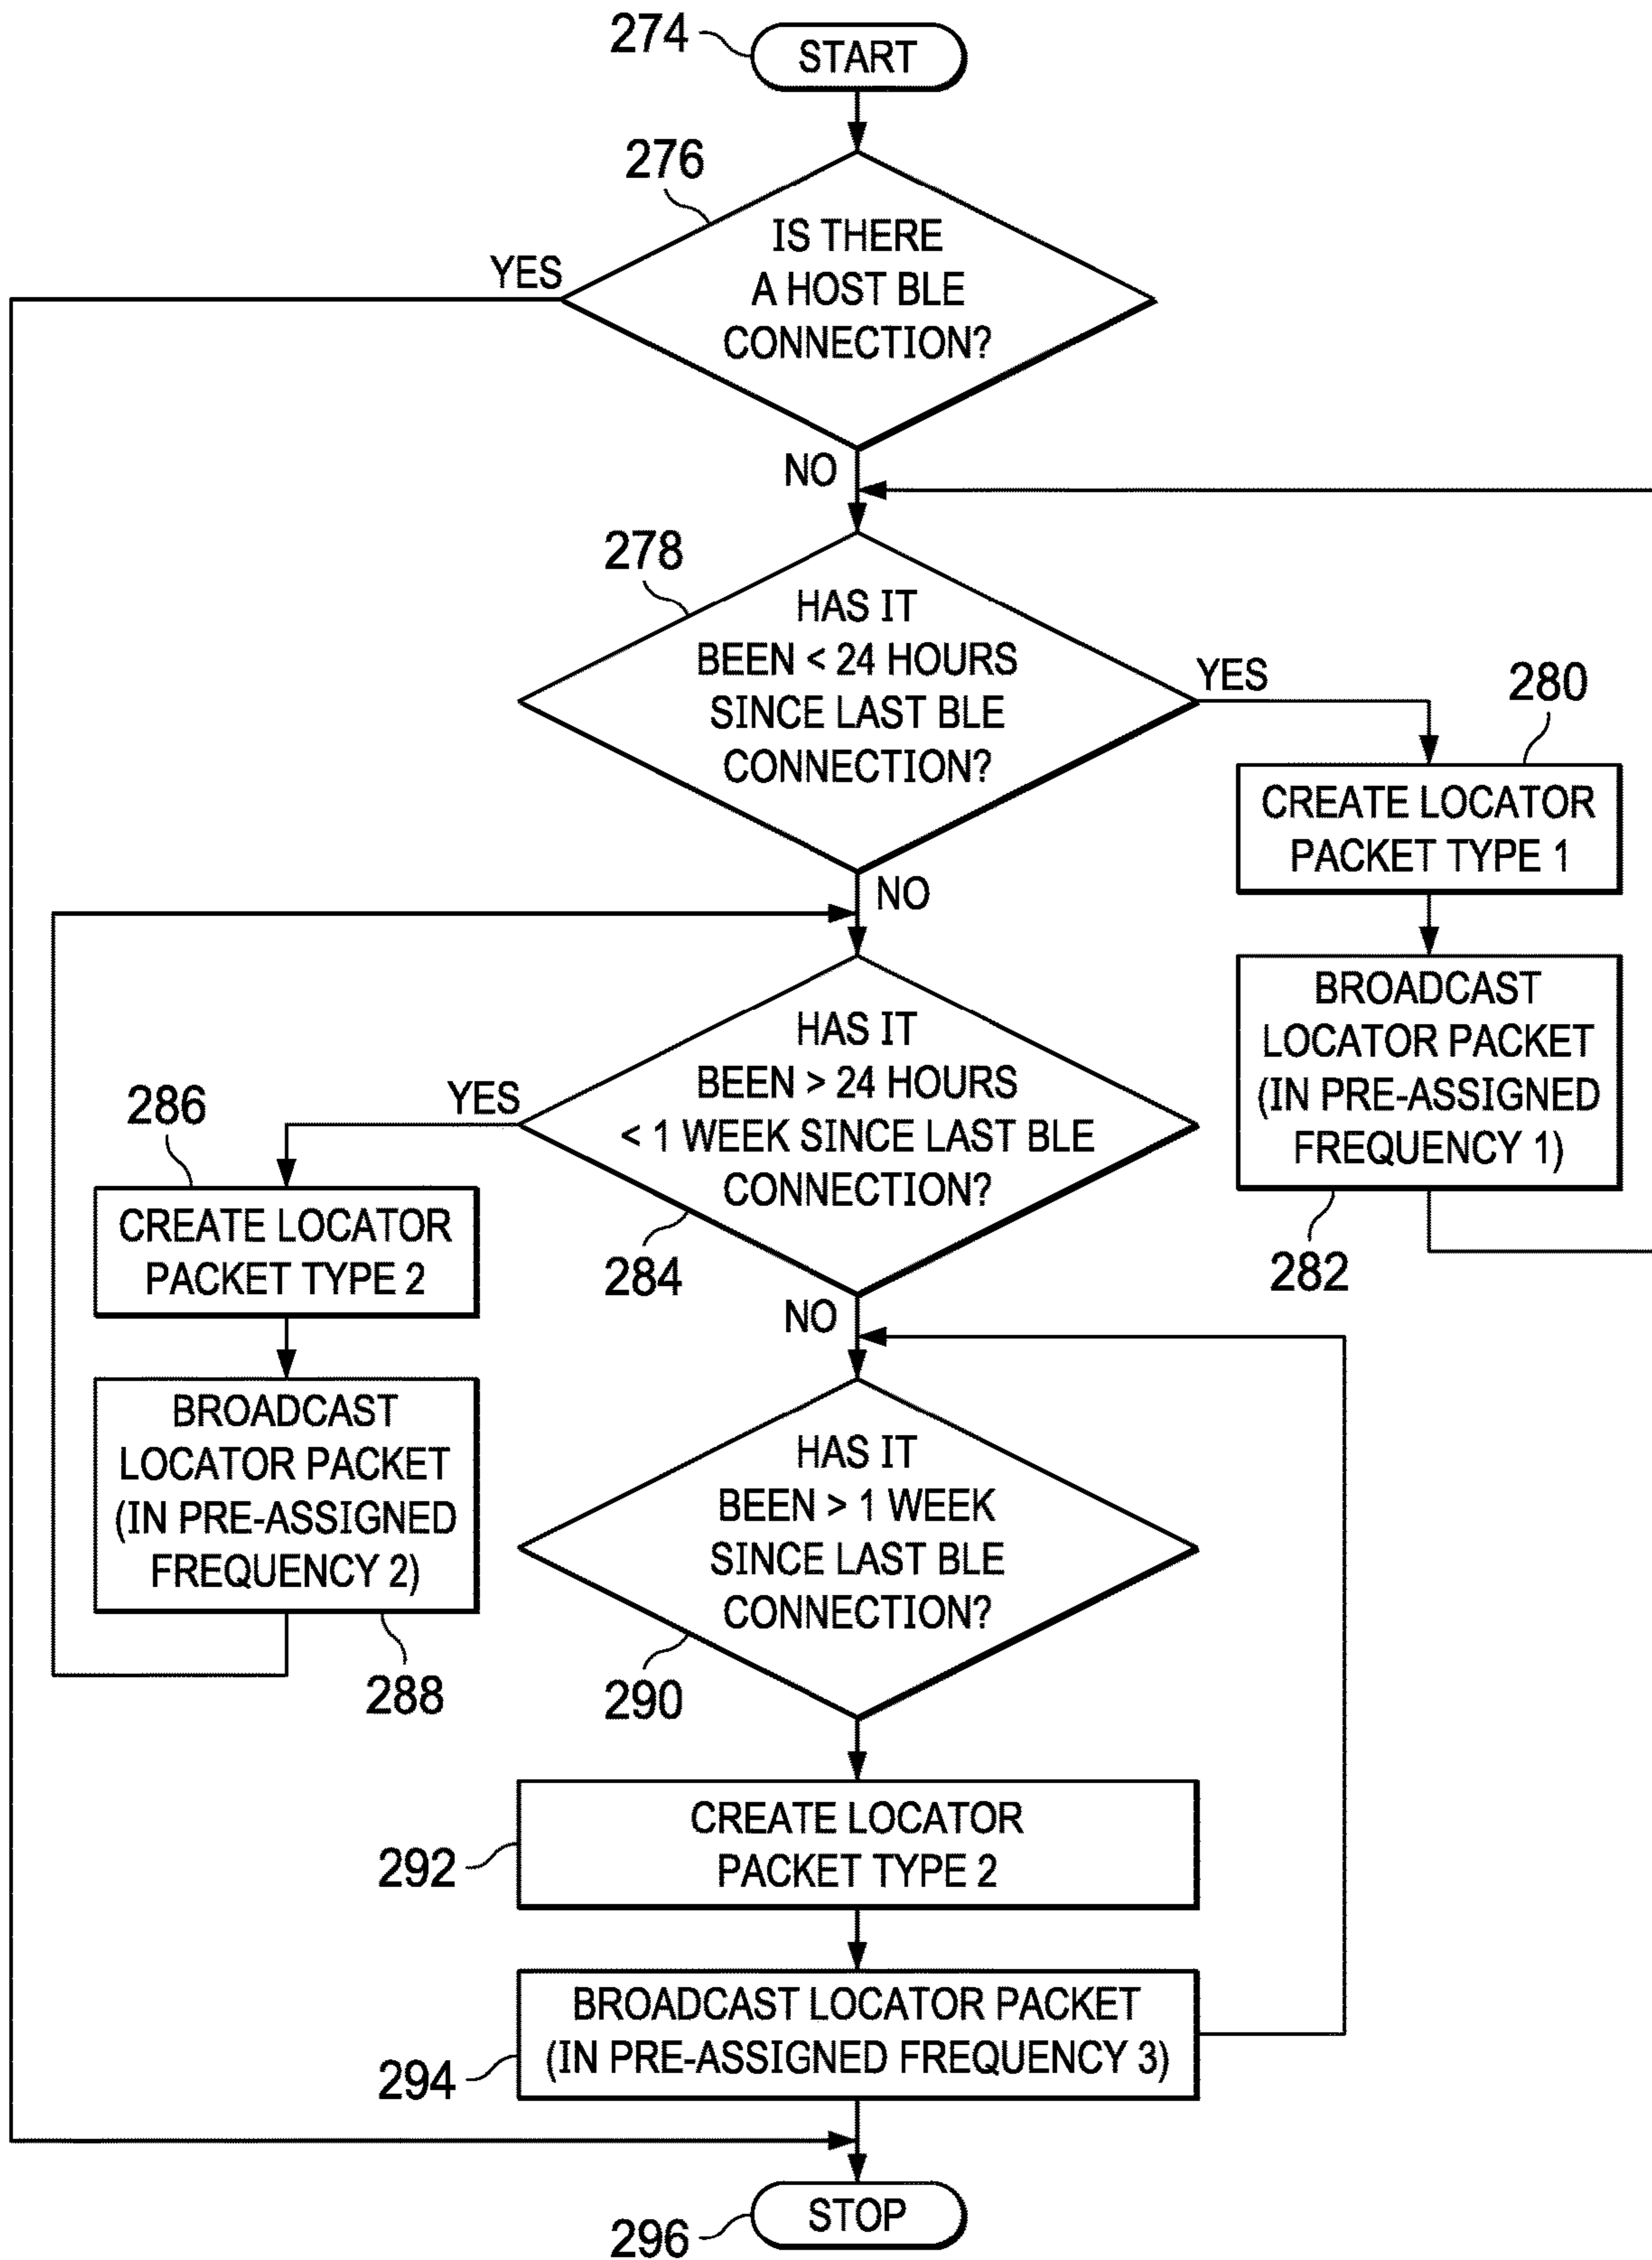 274
START
276
IS THERE
A HOST BLE
CONNECTION?
YES
NO
278
HAS IT
BEEN < 24 HOURS
SINCE LAST BLE
CONNECTION?
YES
280
CREATE LOCATOR
PACKET TYPE 1
NO
BROADCAST
LOCATOR PACKET
(IN PRE-ASSIGNED
FREQUENCY 1)
282
HAS IT
BEEN > 24 HOURS
< 1 WEEK SINCE LAST BLE
CONNECTION?
284
YES
286
CREATE LOCATOR
PACKET TYPE 2
BROADCAST
LOCATOR PACKET
(IN PRE-ASSIGNED
FREQUENCY 2)
288
NO
HAS IT
BEEN > 1 WEEK
SINCE LAST BLE
CONNECTION?
290
CREATE LOCATOR
PACKET TYPE 2
292
BROADCAST LOCATOR PACKET
(IN PRE-ASSIGNED FREQUENCY 3)
294
STOP
296